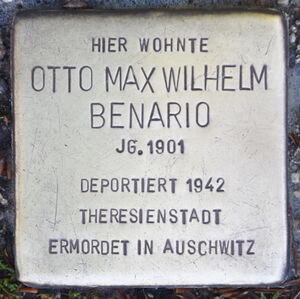 HIER WOHNTE
OTTO MAX WILHELM
BENARIO
JG. 1901
DEPORTIERT 1942
THERESIENSTADT
ERMORDET IN AUSCHWITZ